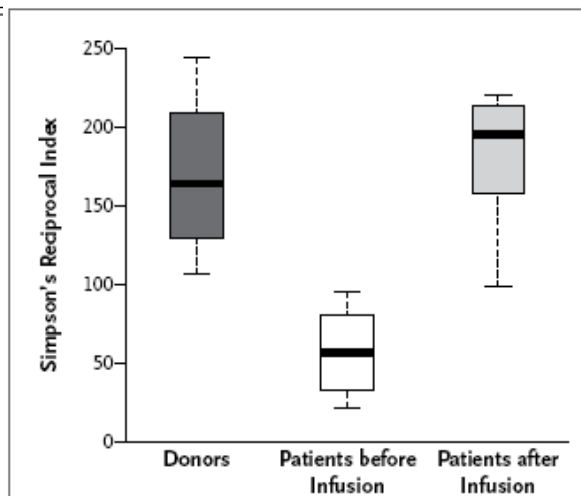 250
200
150
100
50
0
Simpson's Reciprocal Index
Donors
Patients before
Infusion
Patients after
Infusion